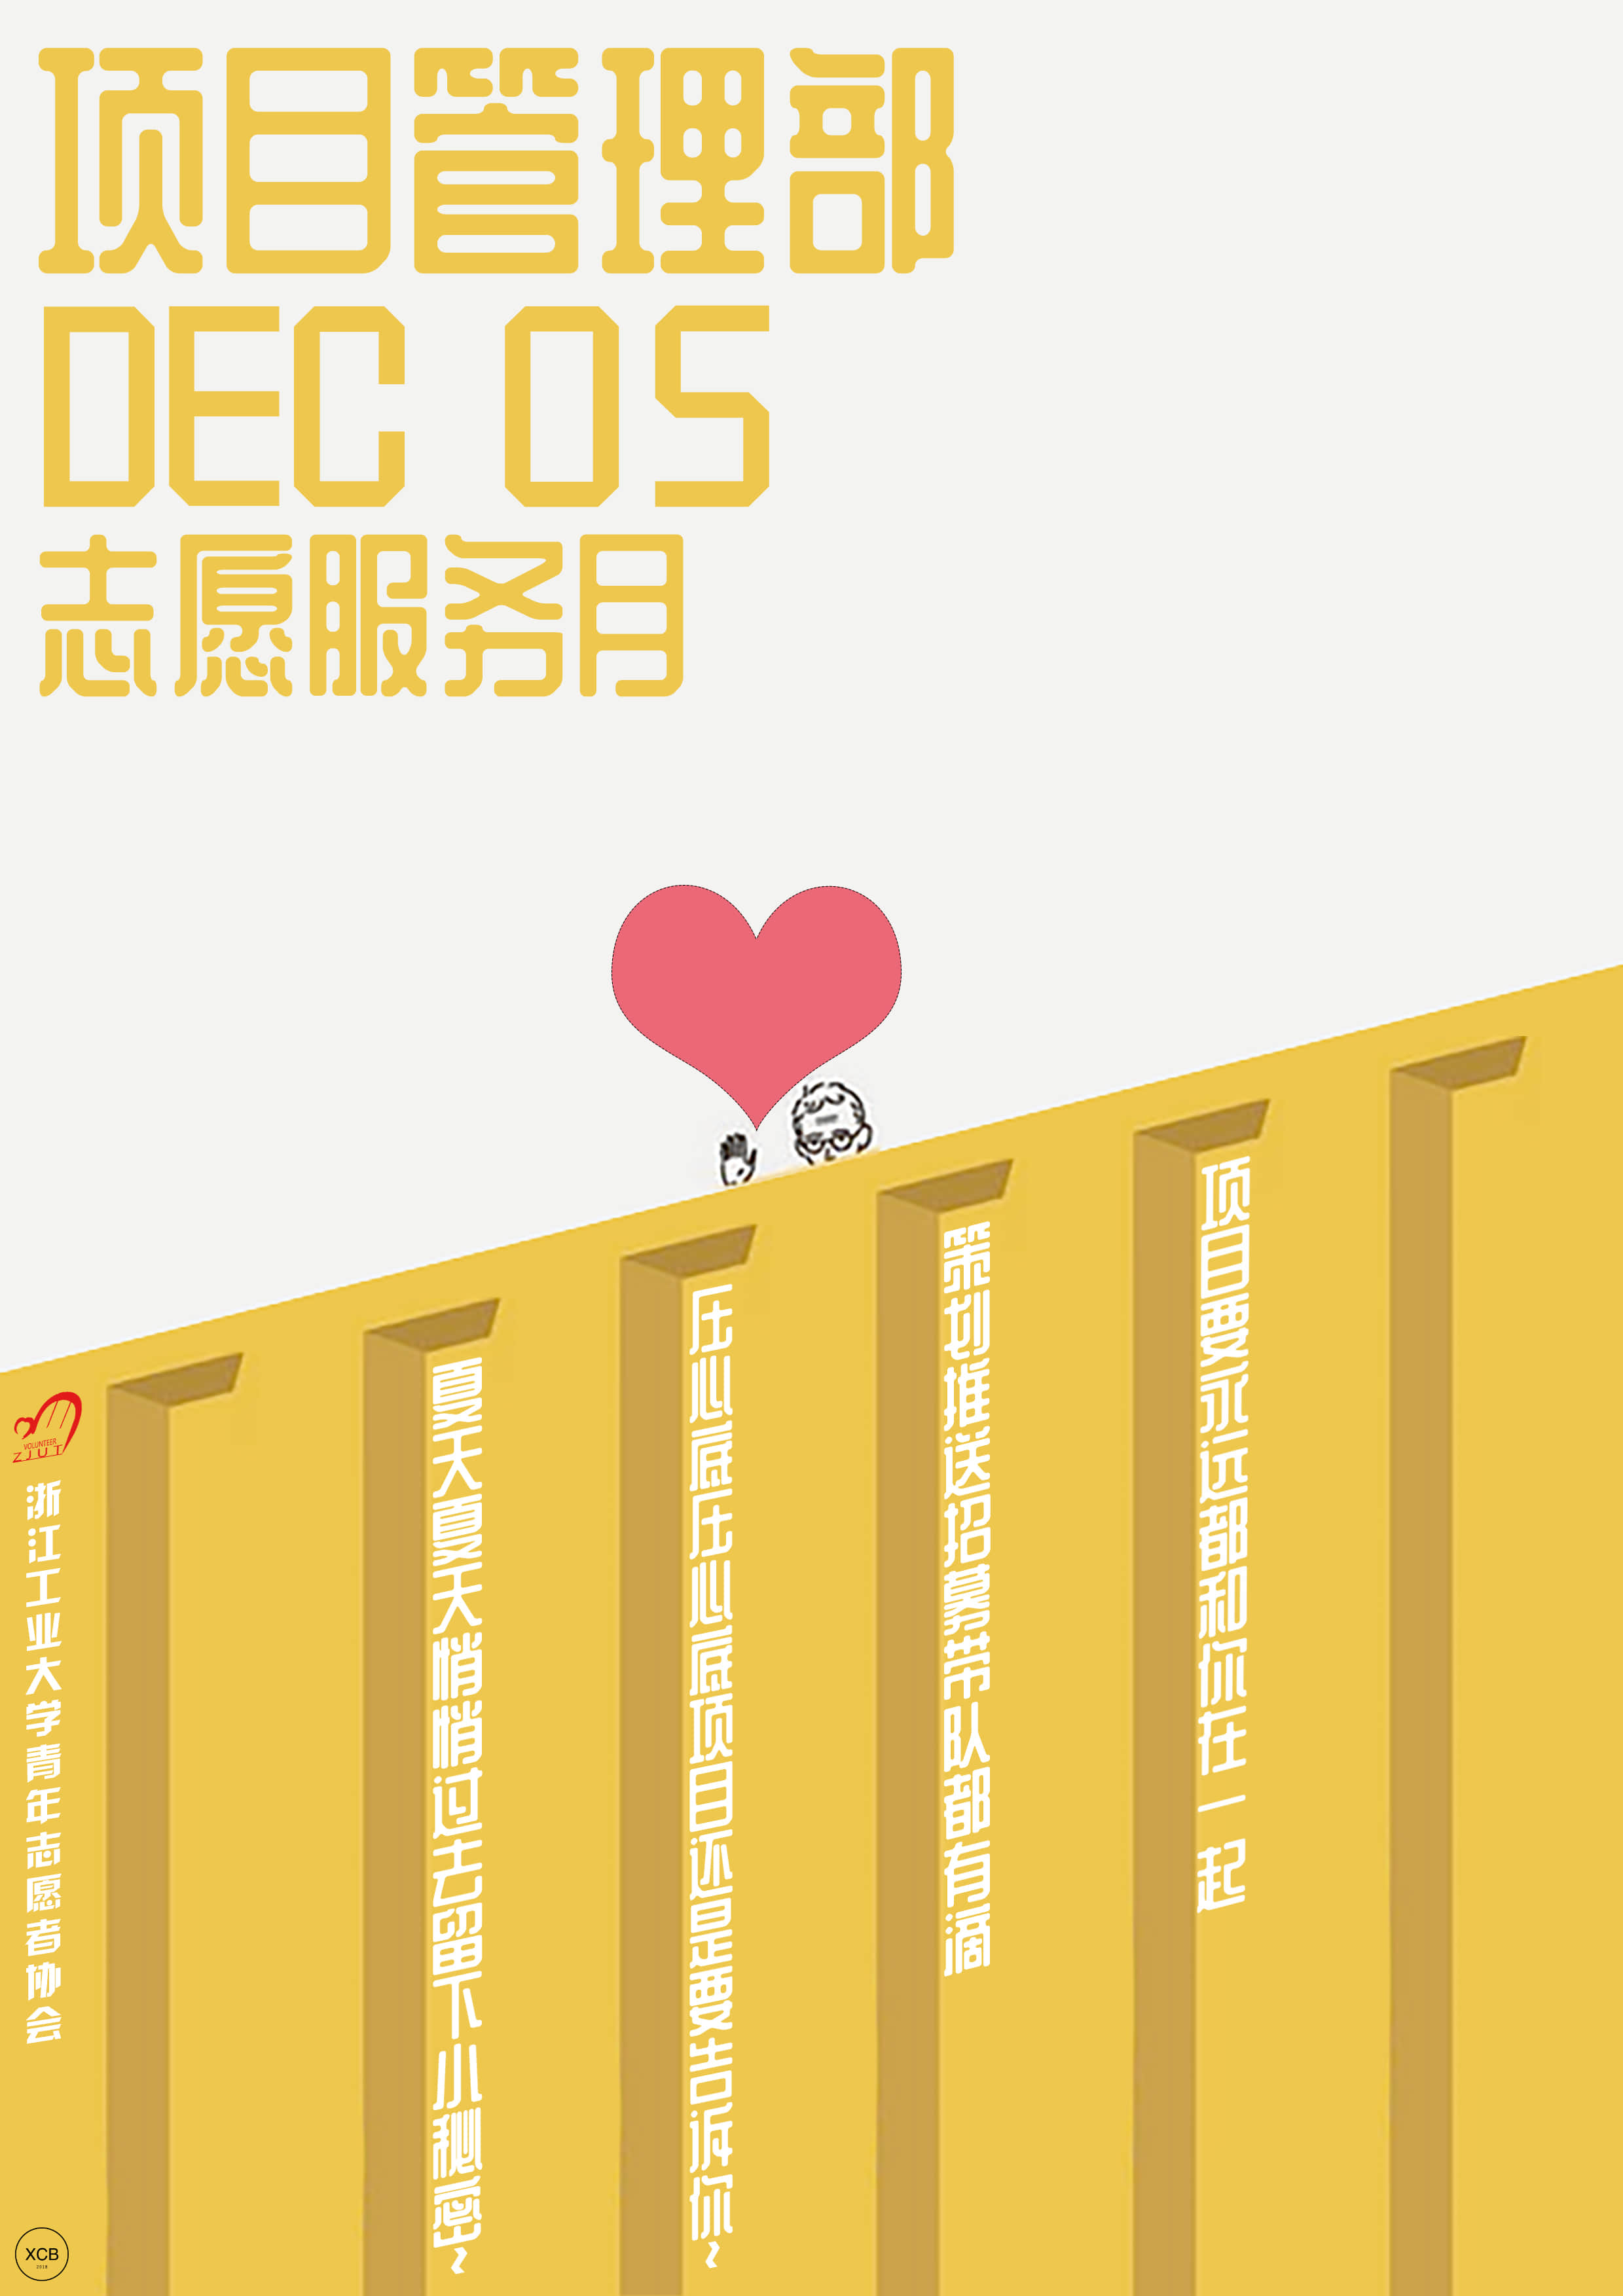 项目管理部
DEC 05
志愿服务月
VOLUNTEER
ZJUT
浙江工业大学青年志愿者协会
夏天夏天悄悄过去留下小秘密~
压心底压心底项目还是要告诉你~
策划推送招募带队都有滴
项目要永远都和你在一起
XCB
2018